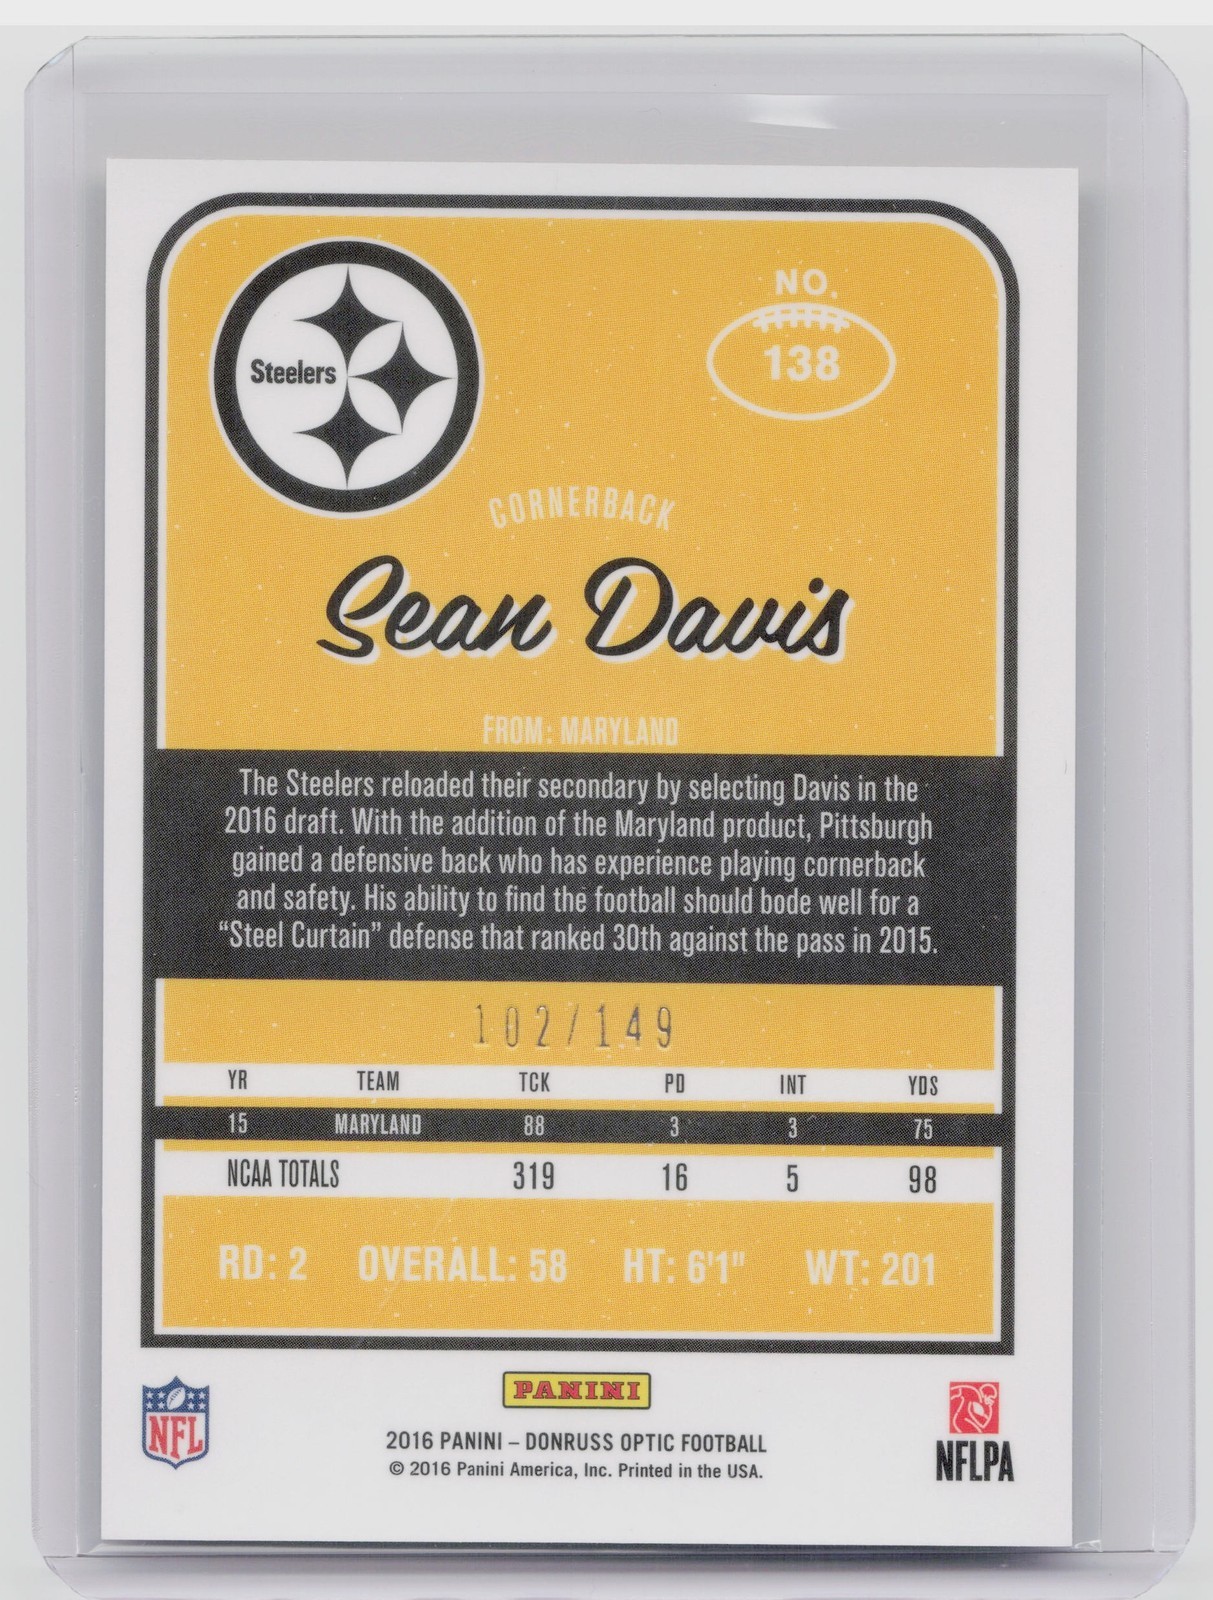 Steelers
NO.
138
CORNERBACK
Sean Davis
FROM: MARYLAND
The Steelers reloaded their secondary by selecting Davis in the
2016 draft. With the addition of the Maryland product, Pittsburgh
gained a defensive back who has experience playing cornerback
and safety. His ability to find the football should bode well for a
“Steel Curtain” defense that ranked 30th against the pass in 2015.
102/149
YR TEAM TCK PD INT YDS
15 MARYLAND 88 3 3 75
NCAA TOTALS 319 16 5 98
RD: 2 OVERALL: 58 HT: 6'1" WT: 201
NFL
PANINI
2016 PANINI – DONRUSS OPTIC FOOTBALL
© 2016 Panini America, Inc. Printed in the USA.
NFLPA